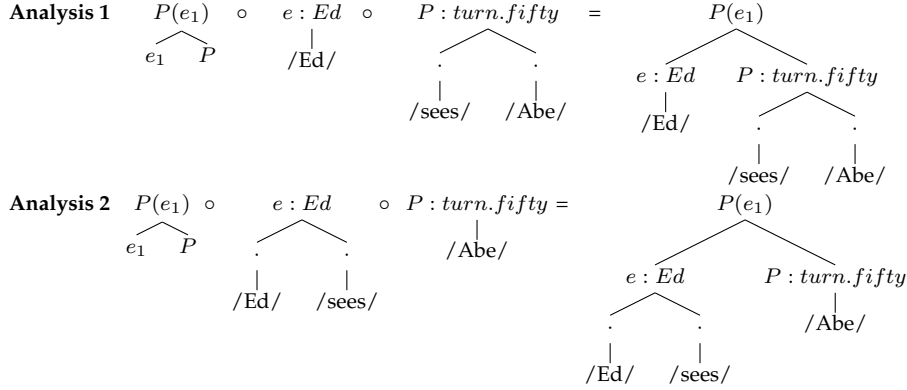 Analysis 1 P(e₁) ∘ e : Ed ∘ P : turn.fifty = P(e₁)
e₁ P /Ed/ . . e : Ed P : turn.fifty
/sees/ /Abe/ /Ed/ . .
/sees/ /Abe/
Analysis 2 P(e₁) ∘ e : Ed ∘ P : turn.fifty = P(e₁)
e₁ P . . /Abe/ e : Ed P : turn.fifty
/Ed/ /sees/ . . /Abe/
/Ed/ /sees/